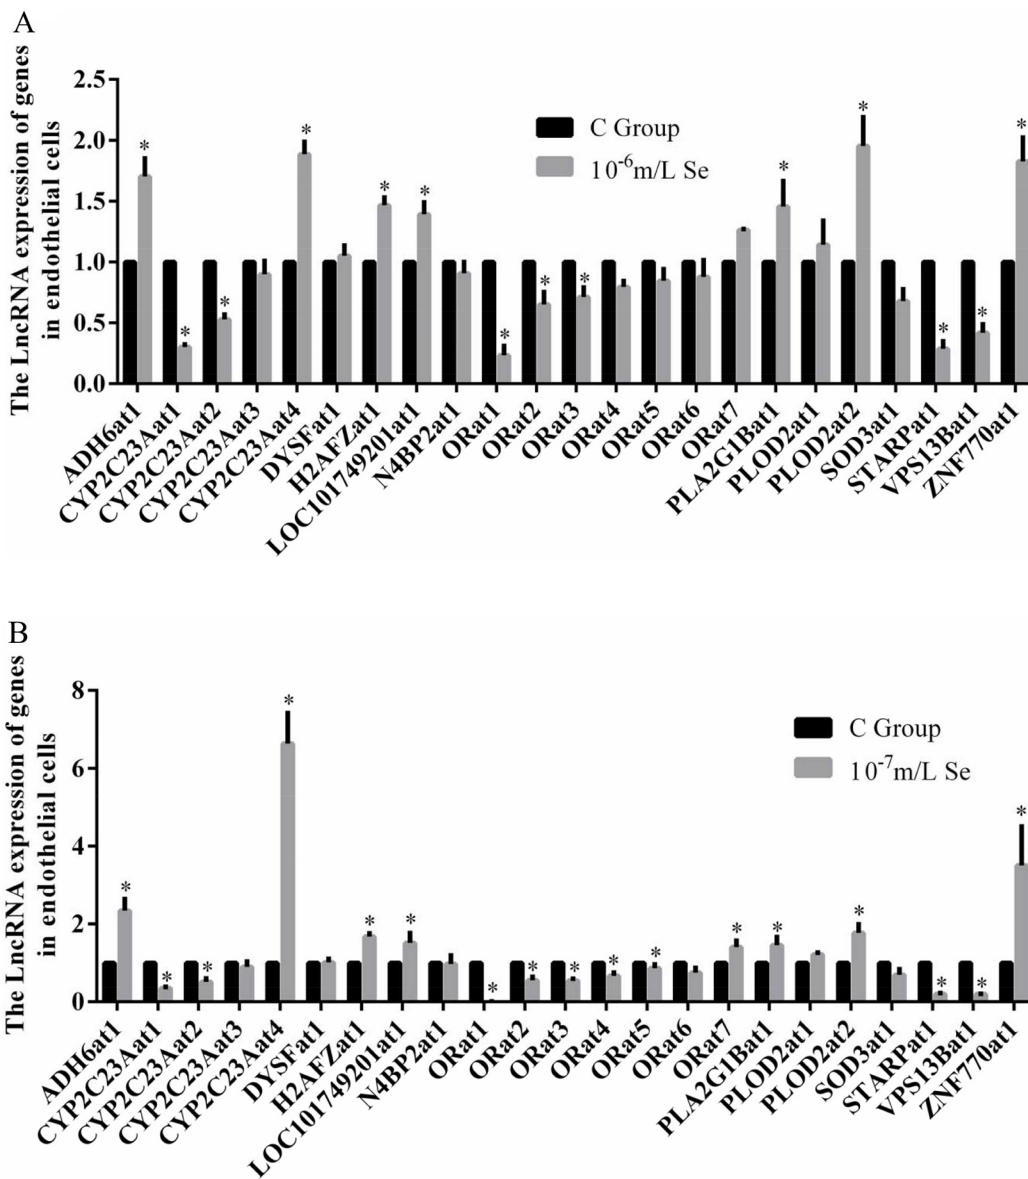 A
The LncRNA expression of genes
in endothelial cells
2.5
2.0
1.5
1.0
0.5
0.0
C Group
10⁻⁶m/L Se
* * * * * * * * * * * * * *
ADH6at1
CYP2C23Aat1
CYP2C23Aat2
CYP2C23Aat3
CYP2C23Aat4
DYSFat1
H2AFZat1
LOC101749201at1
N4BP2at1
ORat1
ORat2
ORat3
ORat4
ORat5
ORat6
ORat7
PLA2G1Bat1
PLOD2at1
PLOD2at2
SOD3at1
STARPat1
VPS13Bat1
ZNF770at1
B
The LncRNA expression of genes
in endothelial cells
8
6
4
2
0
C Group
10⁻⁷m/L Se
* * * * * * * * * * * * * * * * *
ADH6at1
CYP2C23Aat1
CYP2C23Aat2
CYP2C23Aat3
CYP2C23Aat4
DYSFat1
H2AFZat1
LOC101749201at1
N4BP2at1
ORat1
ORat2
ORat3
ORat4
ORat5
ORat6
ORat7
PLA2G1Bat1
PLOD2at1
PLOD2at2
SOD3at1
STARPat1
VPS13Bat1
ZNF770at1